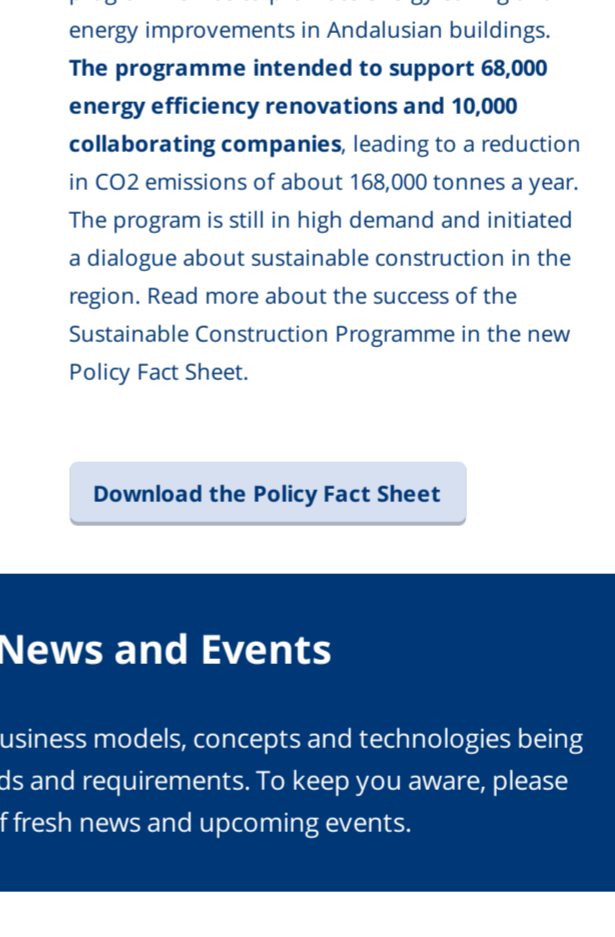 energy improvements in Andalusian buildings.
The programme intended to support 68,000
energy efficiency renovations and 10,000
collaborating companies, leading to a reduction
in CO2 emissions of about 168,000 tonnes a year.
The program is still in high demand and initiated
a dialogue about sustainable construction in the
region. Read more about the success of the
Sustainable Construction Programme in the new
Policy Fact Sheet.
Download the Policy Fact Sheet
News and Events
usiness models, concepts and technologies being
ds and requirements. To keep you aware, please
f fresh news and upcoming events.